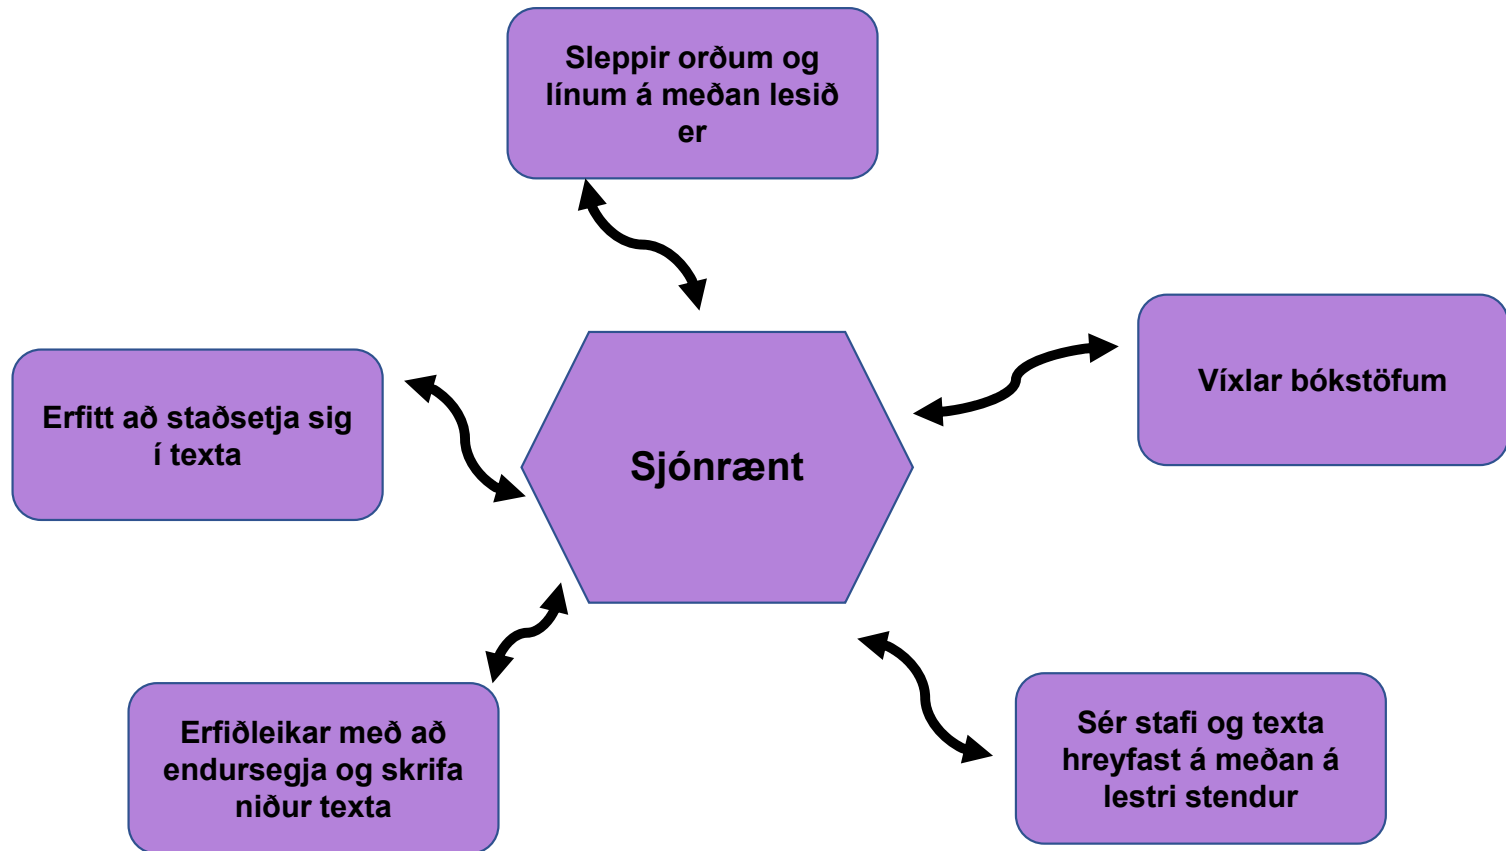 Sleppir orðum og
línum á meðan lesið
er
Víxlar bókstöfum
Erfitt að staðsetja sig
í texta
Sjónrænt
Erfiðleikar með að
endursegja og skrifa
niður texta
Sér stafi og texta
hreyfast á meðan á
lestri stendur